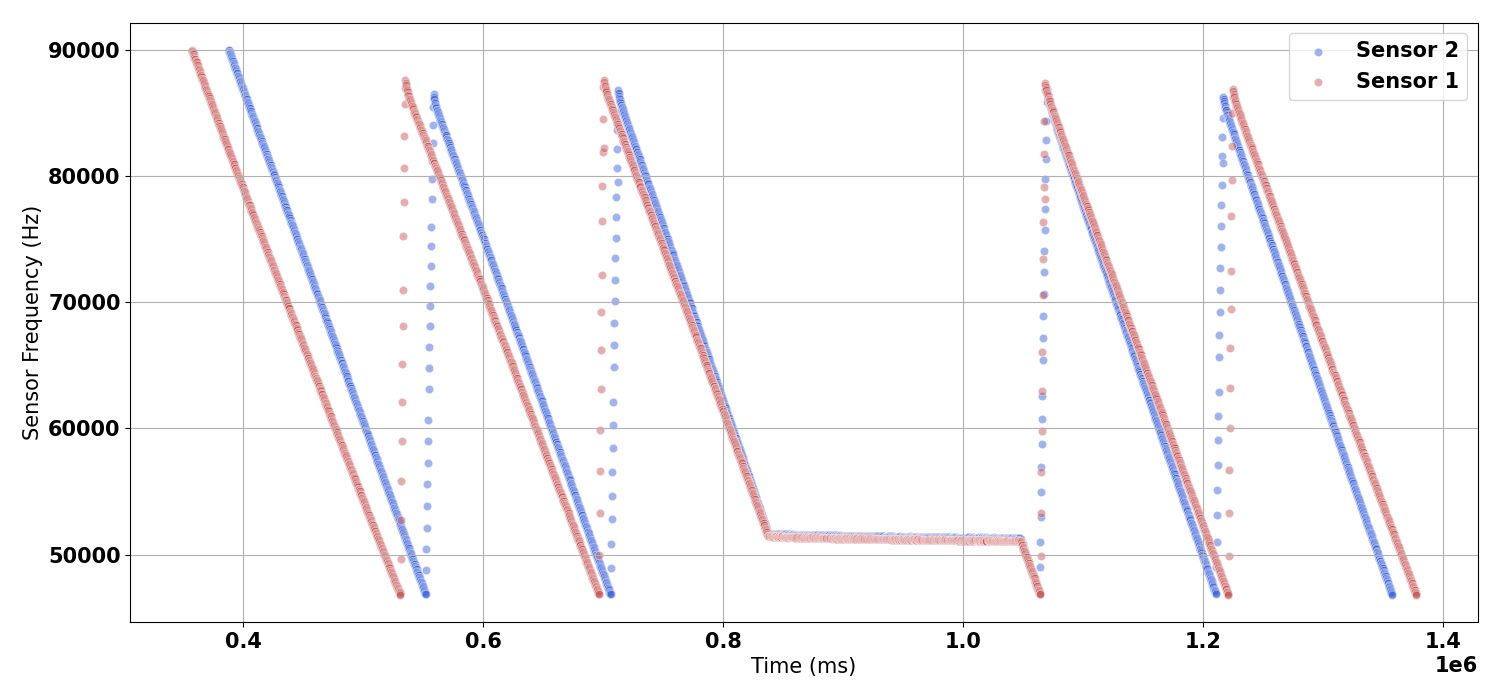 90000
80000
70000
60000
50000
Sensor Frequency (Hz)
Sensor 2
Sensor 1
0.4 0.6 0.8 1.0 1.2 1.4
1e6
Time (ms)